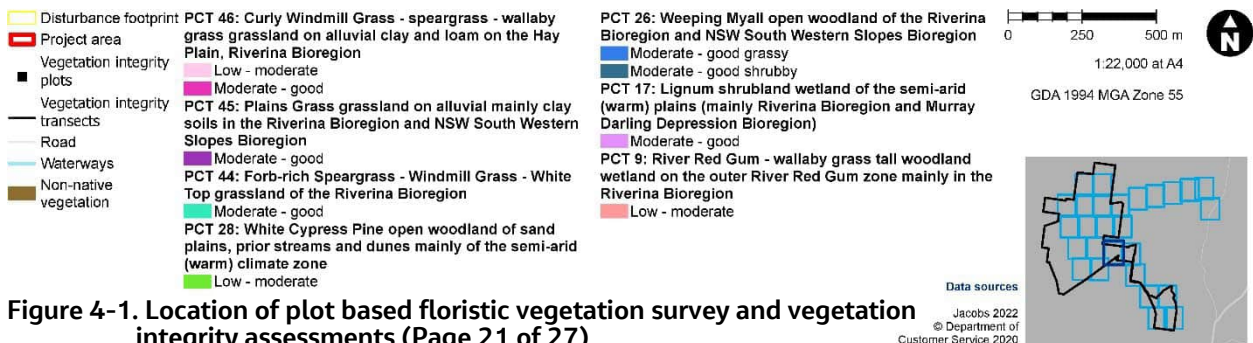 Disturbance footprint
Project area
Vegetation integrity
plots
Vegetation integrity
transects
Road
Waterways
Non-native
vegetation
PCT 46: Curly Windmill Grass - speargrass - wallaby
grass grassland on alluvial clay and loam on the Hay
Plain, Riverina Bioregion
Low - moderate
Moderate - good
PCT 45: Plains Grass grassland on alluvial mainly clay
soils in the Riverina Bioregion and NSW South Western
Slopes Bioregion
Moderate - good
PCT 44: Forb-rich Speargrass - Windmill Grass - White
Top grassland of the Riverina Bioregion
Moderate - good
PCT 28: White Cypress Pine open woodland of sand
plains, prior streams and dunes mainly of the semi-arid
(warm) climate zone
Low - moderate
PCT 26: Weeping Myall open woodland of the Riverina
Bioregion and NSW South Western Slopes Bioregion
Moderate - good grassy
Moderate - good shrubby
PCT 17: Lignum shrubland wetland of the semi-arid
(warm) plains (mainly Riverina Bioregion and Murray
Darling Depression Bioregion)
Moderate - good
PCT 9: River Red Gum - wallaby grass tall woodland
wetland on the outer River Red Gum zone mainly in the
Riverina Bioregion
Low - moderate
0 250 500 m
N
1:22,000 at A4
GDA 1994 MGA Zone 55
Data sources
Jacobs 2022
© Department of
Customer Service 2020
Figure 4-1. Location of plot based floristic vegetation survey and vegetation
integrity assessments (Page 21 of 27)